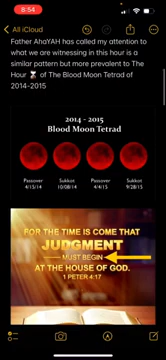 8:54
All iCloud
Father AhaYAH has called my attention to
what we are witnessing in this hour is a
similar pattern but more prevalent to The
Hour ⏳ of The Blood Moon Tetrad of
2014-2015
2014 - 2015
Blood Moon Tetrad
Passover Sukkot Passover Sukkot
4/15/14 10/08/14 4/4/15 9/28/15
FOR THE TIME IS COME THAT
JUDGMENT
MUST BEGIN
AT THE HOUSE OF GOD.
1 PETER 4:17